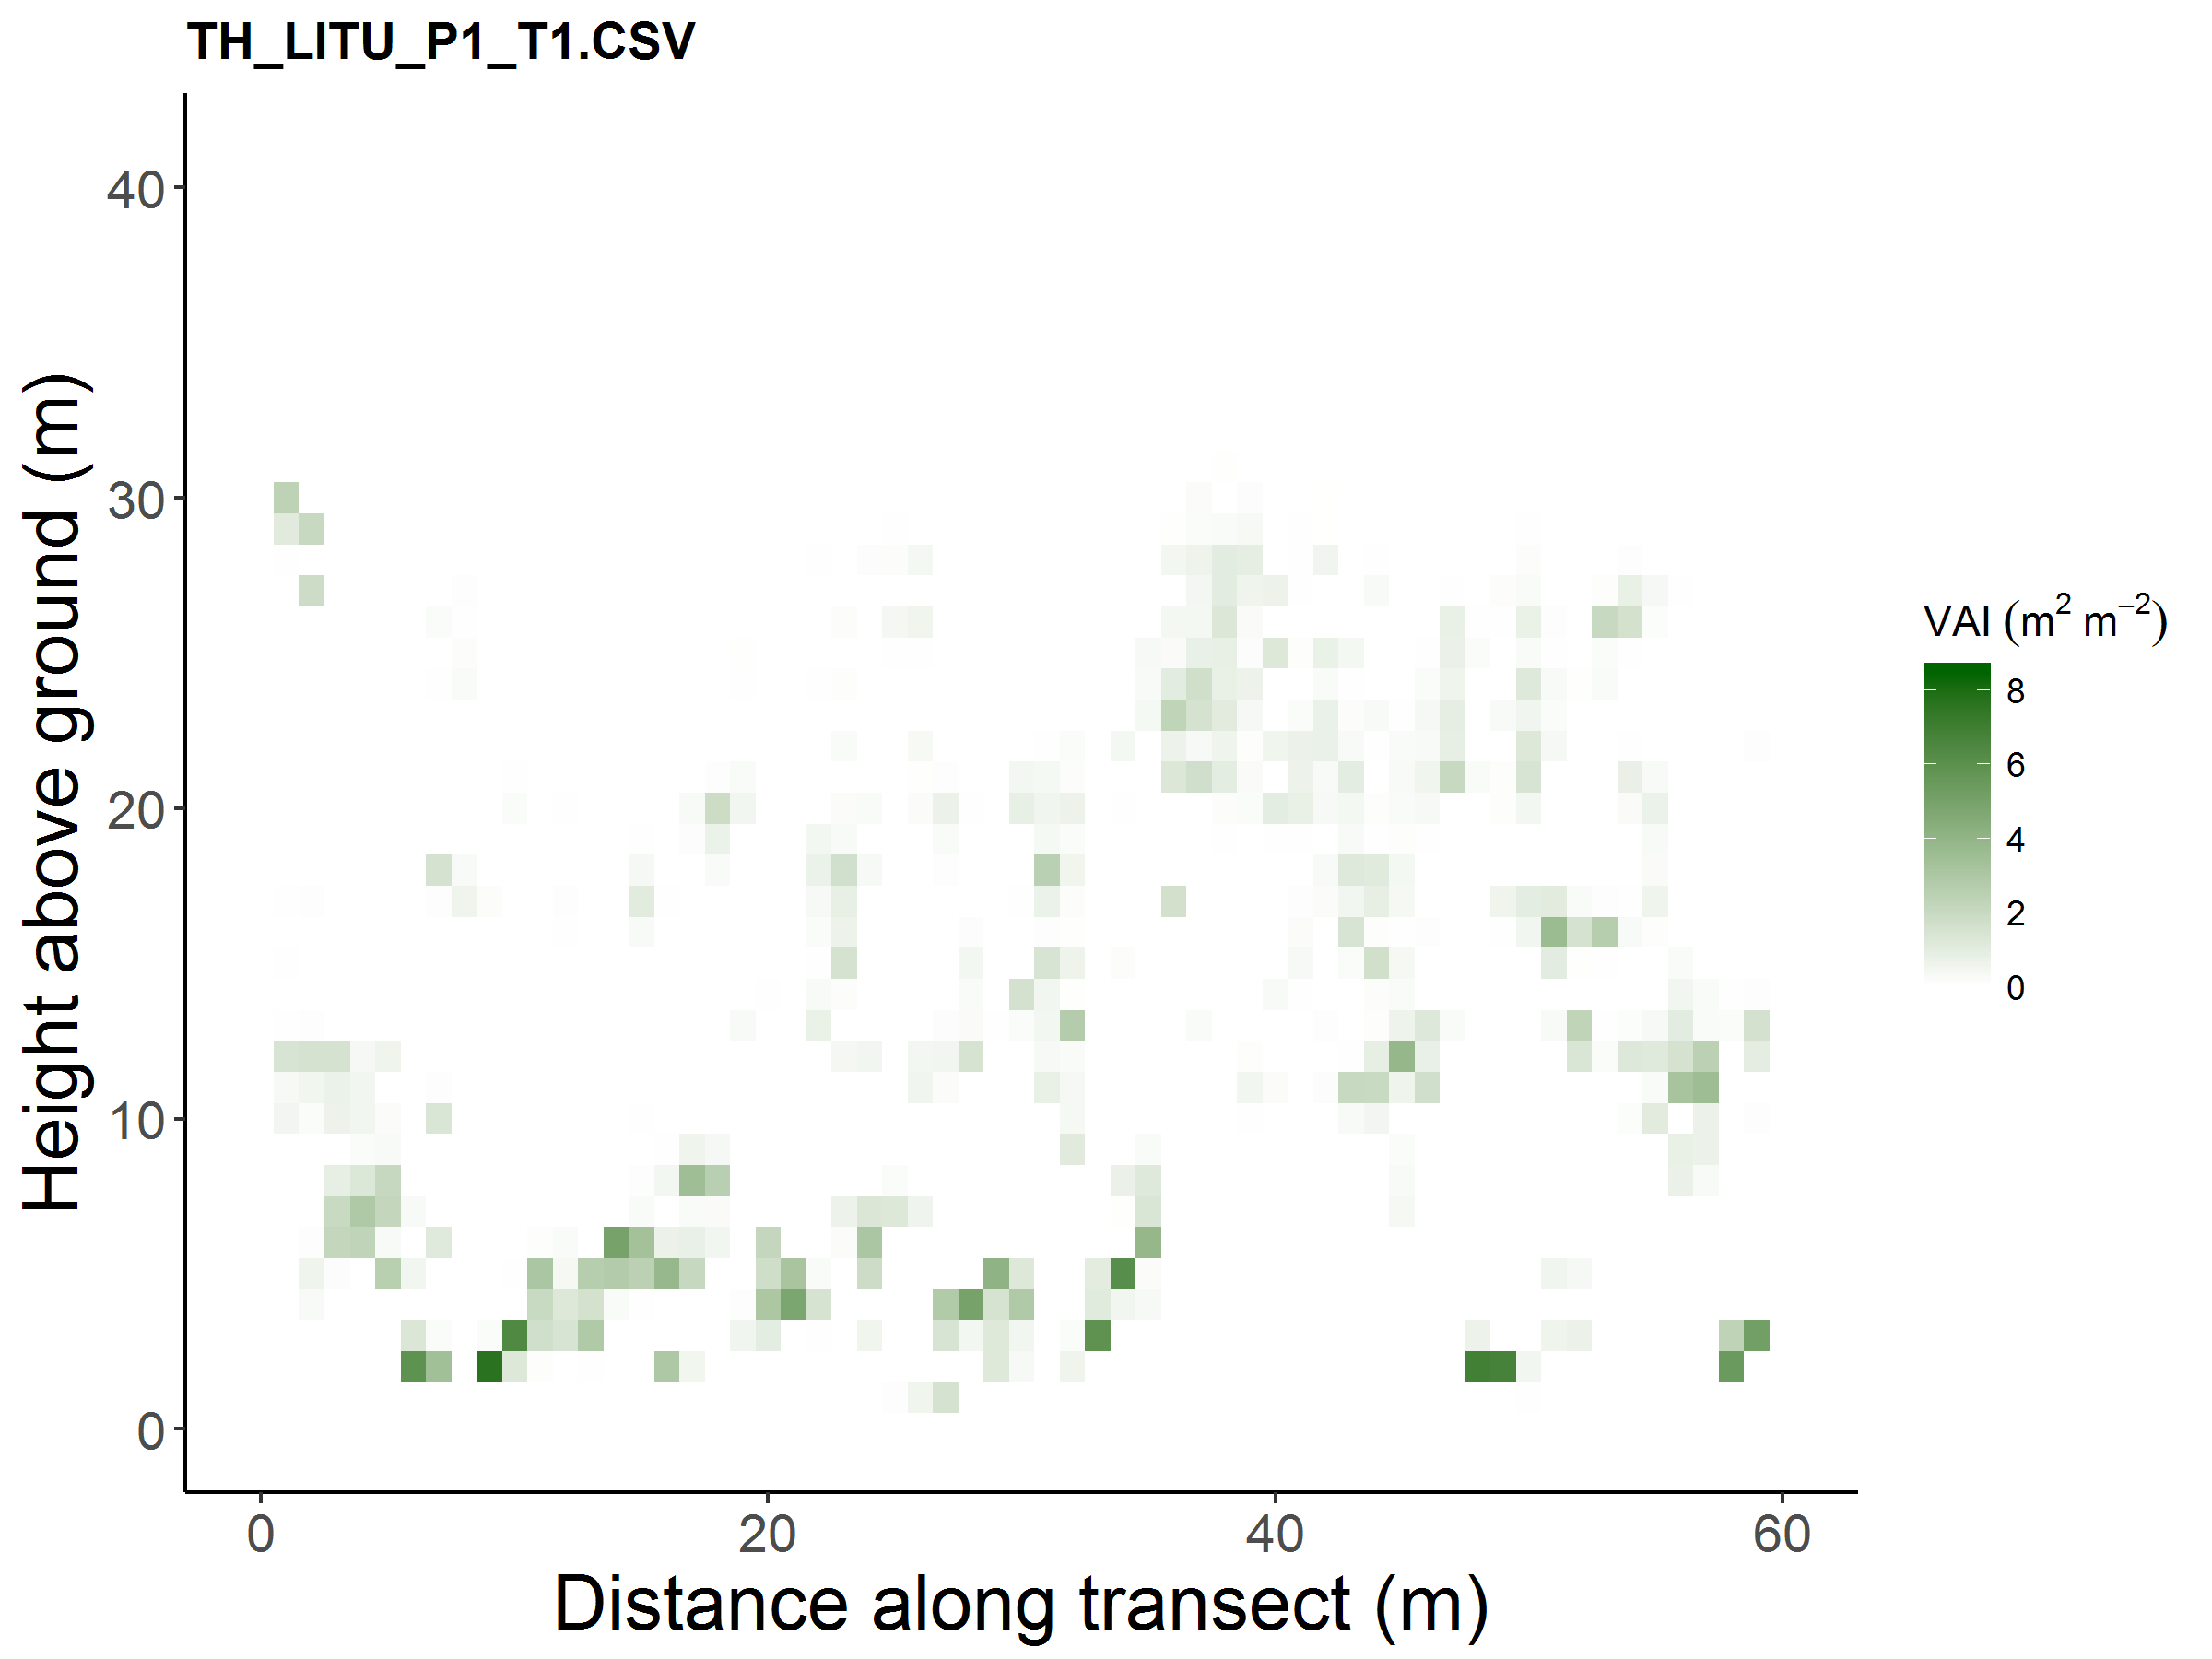 TH_LITU_P1_T1.CSV
40
30
20
10
0
Height above ground (m)
0 20 40 60
Distance along transect (m)
VAI (m² m⁻²)
8
6
4
2
0